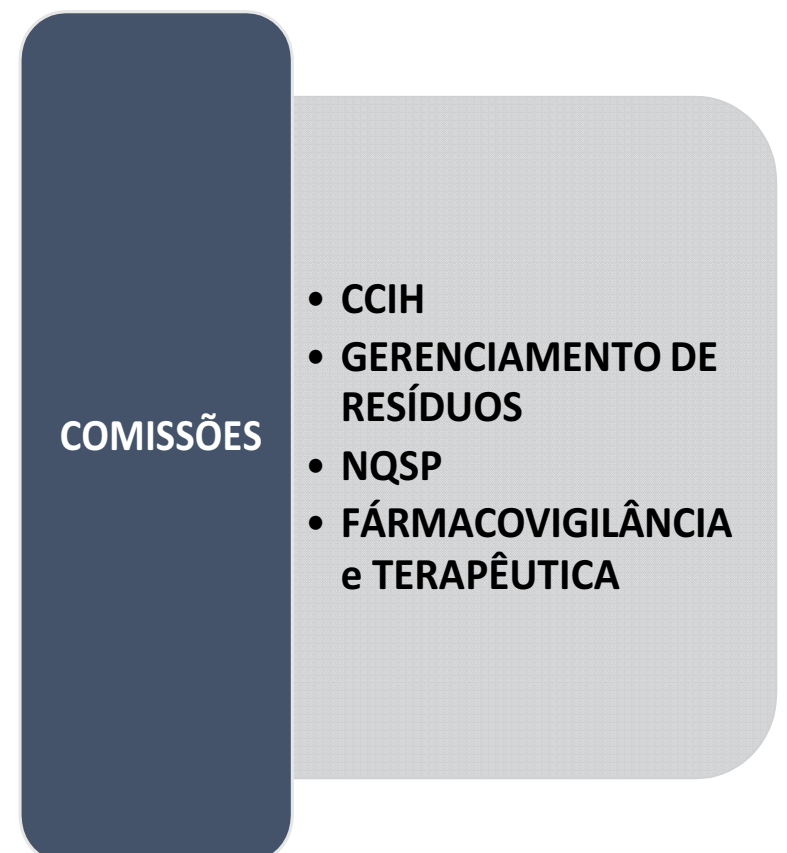 COMISSÕES
• CCIH
• GERENCIAMENTO DE
RESÍDUOS
• NQSP
• FÁRMACOVIGILÂNCIA
e TERAPÊUTICA